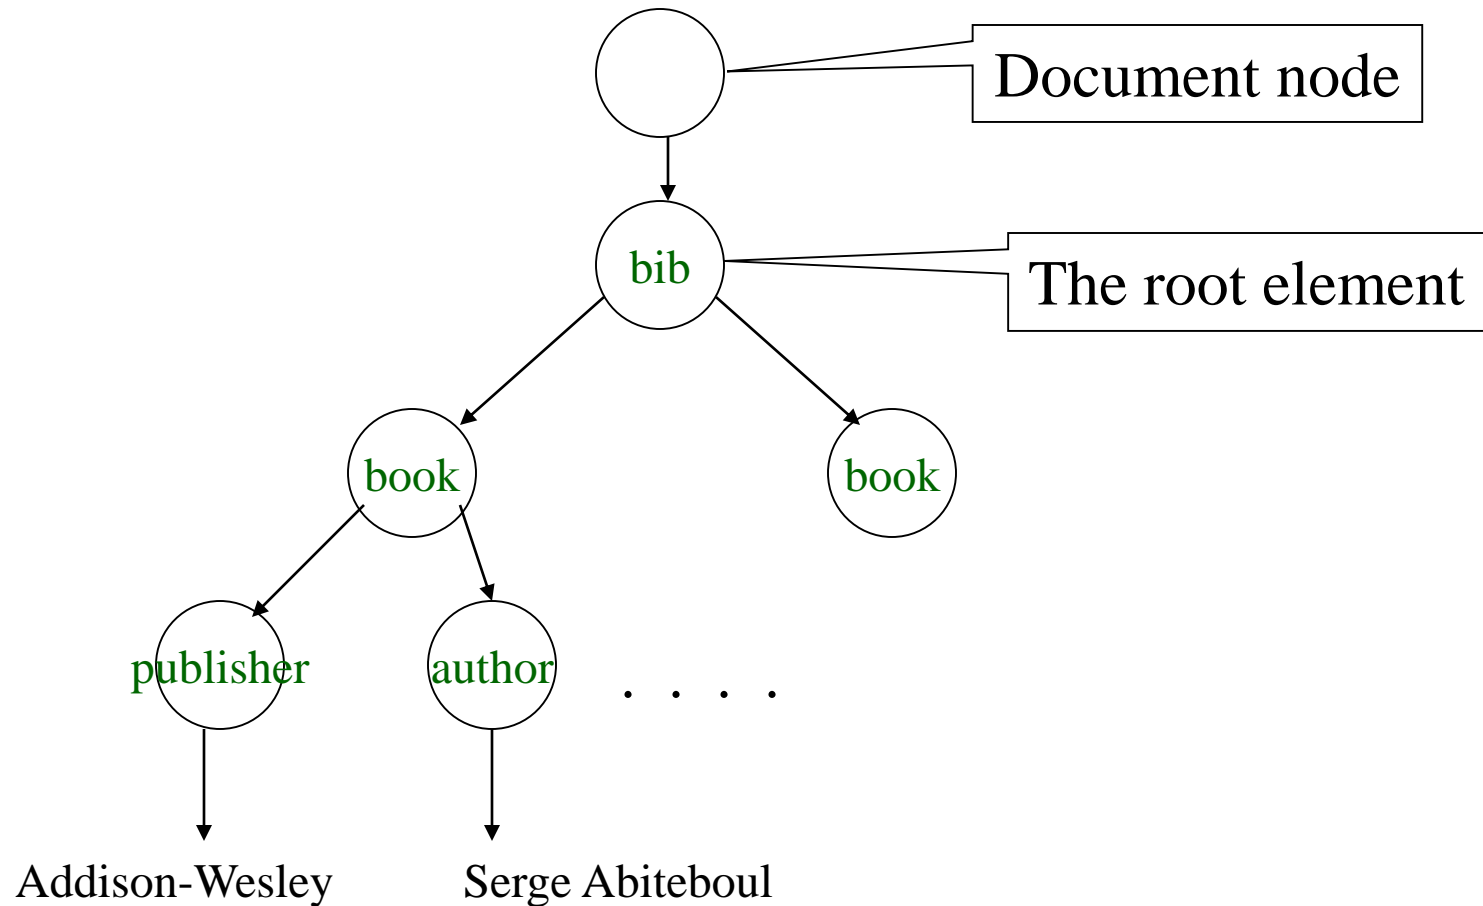 Document node
bib
The root element
book
book
publisher
author
. . . .
Addison-Wesley
Serge Abiteboul